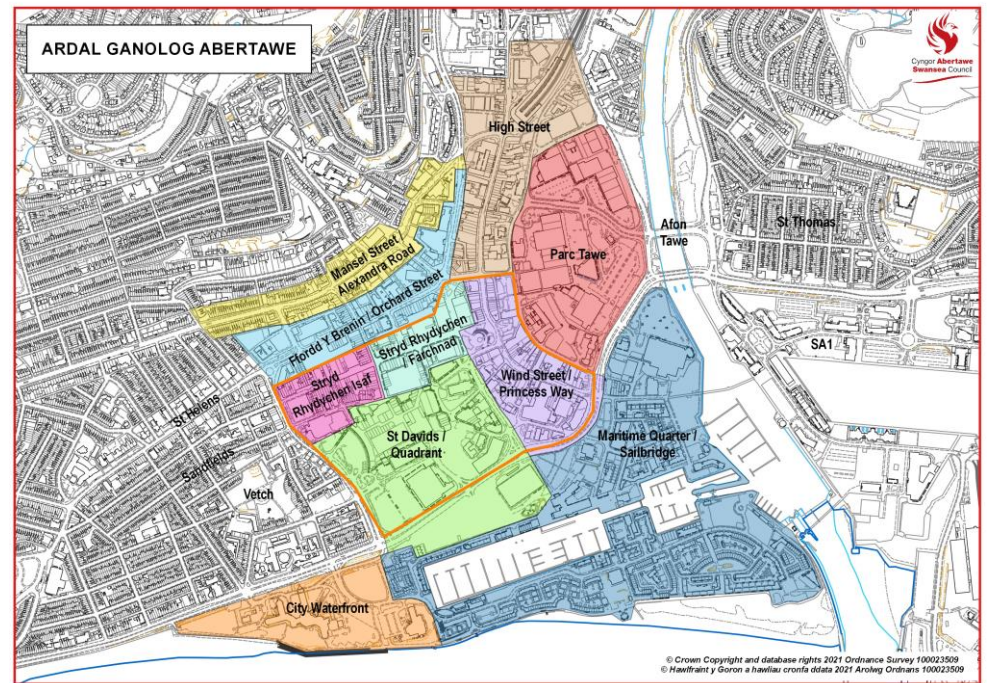 ARDAL GANOLOG ABERTAWE
Cyngor Abertawe
Swansea Council
High Street
St Thomas
Afon
Tawe
Parc Tawe
Mansel Street /
Alexandra Road
Ffordd Y Brenin / Orchard Street
Stryd Rhydychen
/ Farchnad
SA1
Stryd
Rhydychen Isaf
Wind Street /
Princess Way
St Helens
St Davids /
Quadrant
Maritime Quarter /
Sailbridge
Sandfields
Vetch
City Waterfront
© Crown Copyright and database rights 2021 Ordnance Survey 100023509
© Hawlfraint y Goron a hawliau cronfa ddata 2021 Arolwg Ordnans 100023509